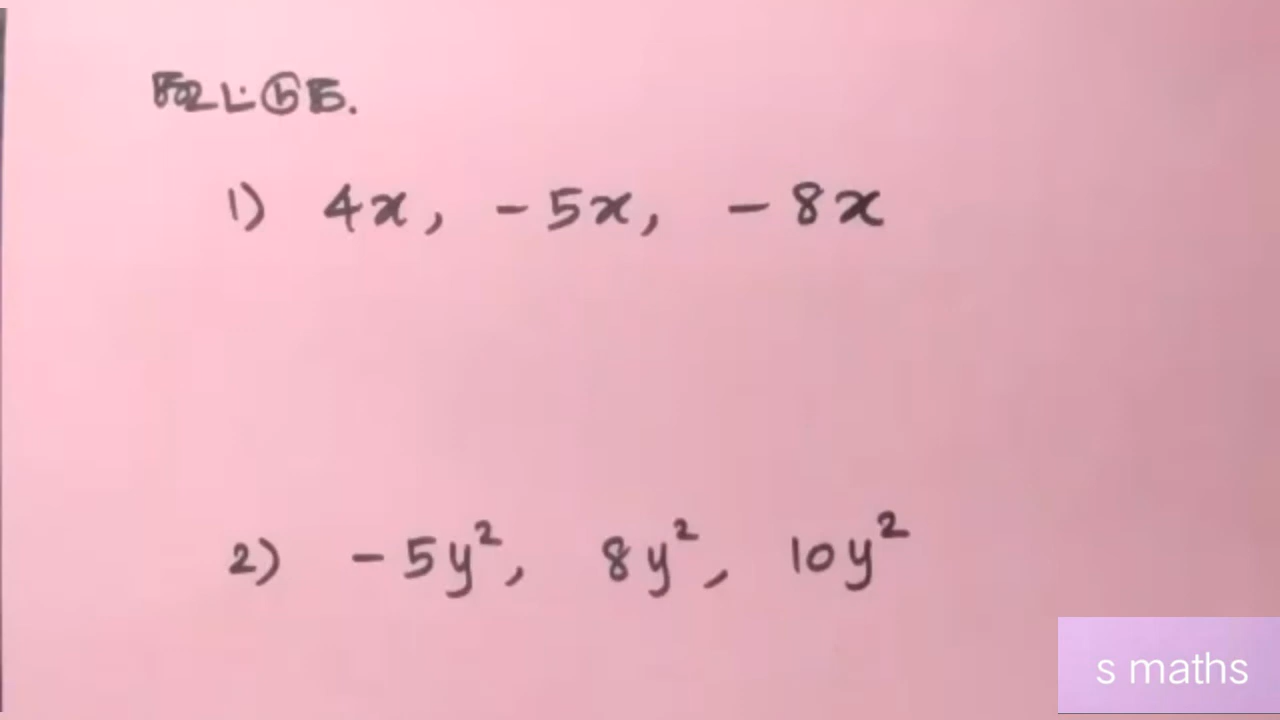 கூட்டுக.
1) 4x, - 5x, - 8x
2) - 5y², 8y², 10y²
s maths